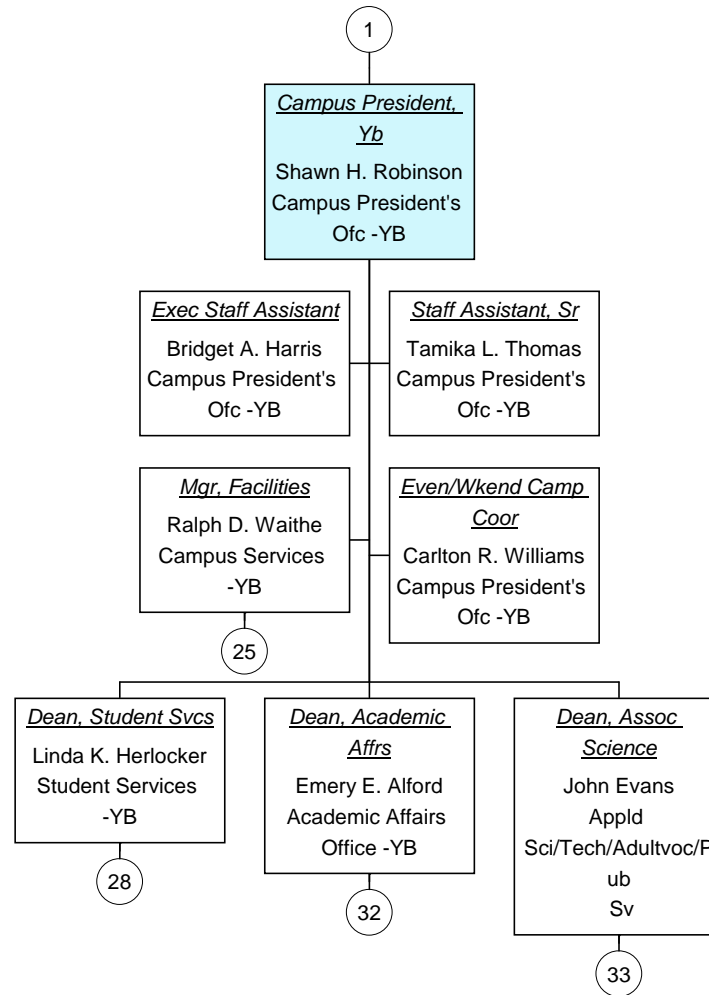 1
Campus President,
Yb
Shawn H. Robinson
Campus President's
Ofc -YB
Exec Staff Assistant
Bridget A. Harris
Campus President's
Ofc -YB
Staff Assistant, Sr
Tamika L. Thomas
Campus President's
Ofc -YB
Mgr, Facilities
Ralph D. Waithe
Campus Services
-YB
25
Even/Wkend Camp
Coor
Carlton R. Williams
Campus President's
Ofc -YB
Dean, Student Svcs
Linda K. Herlocker
Student Services
-YB
28
Dean, Academic
Affrs
Emery E. Alford
Academic Affairs
Office -YB
32
Dean, Assoc
Science
John Evans
Appld
Sci/Tech/Adultvoc/P
ub
Sv
33